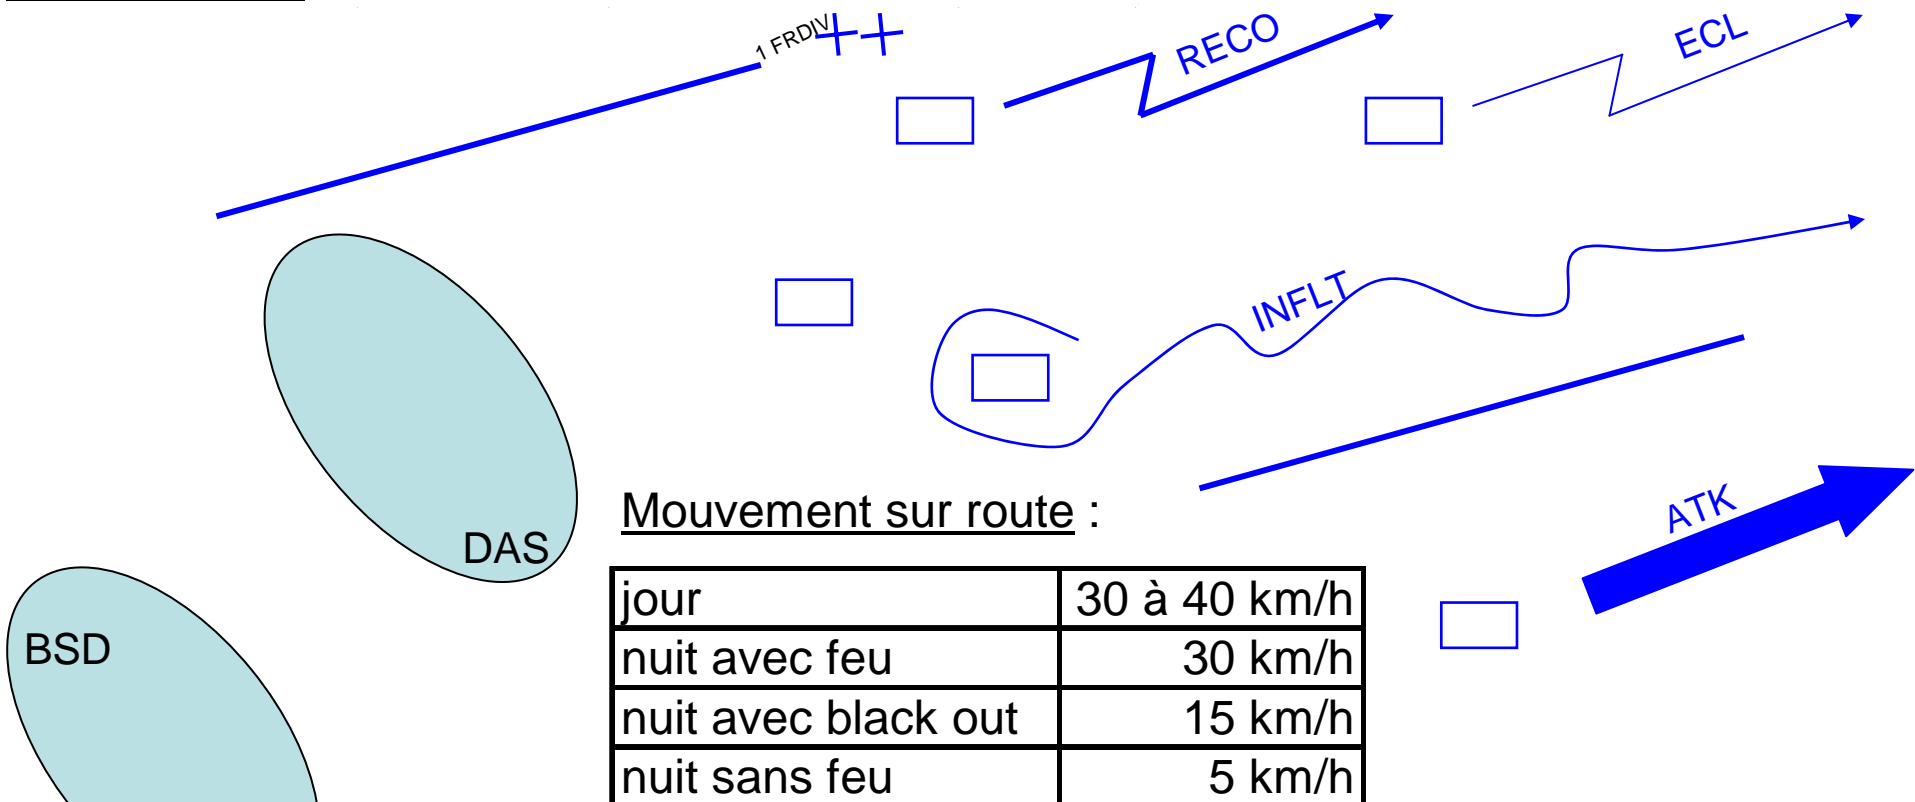 1 FRDIV
RECO
ECL
INFLT
ATK
DAS
BSD
Mouvement sur route :
jour 30 à 40 km/h
nuit avec feu 30 km/h
nuit avec black out 15 km/h
nuit sans feu 5 km/h